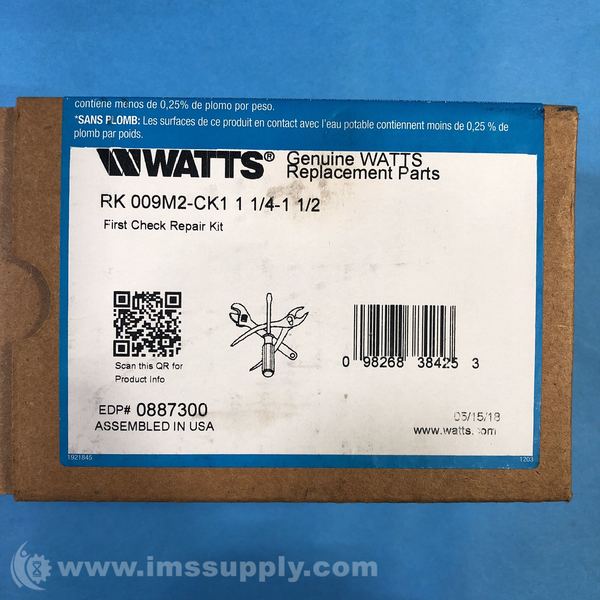 contiene menos de 0,25% de plomo por peso.
*SANS PLOMB: Les surfaces de ce produit en contact avec l'eau potable contiennent moins de 0,25 % de
plomb par poids.
WATTS® Genuine WATTS
Replacement Parts
RK 009M2-CK1 1 1/4-1 1/2
First Check Repair Kit
Scan this QR for
Product Info
0 98268 38425 3
EDP# 0887300
ASSEMBLED IN USA
05/15/18
www.watts.com
1921845
1203
www.imssupply.com